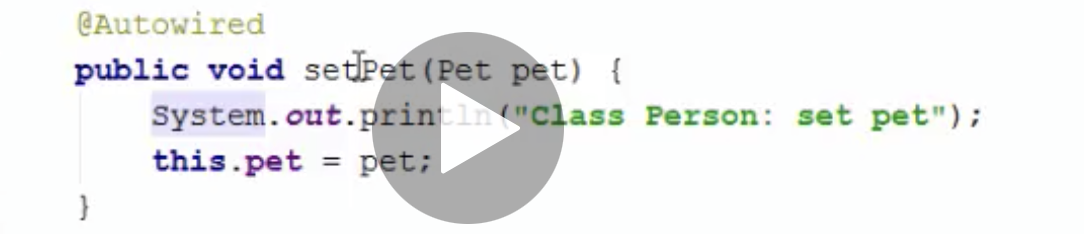 @Autowired
public void setPet(Pet pet) {
System.out.println("Class Person: set pet");
this.pet = pet;
}